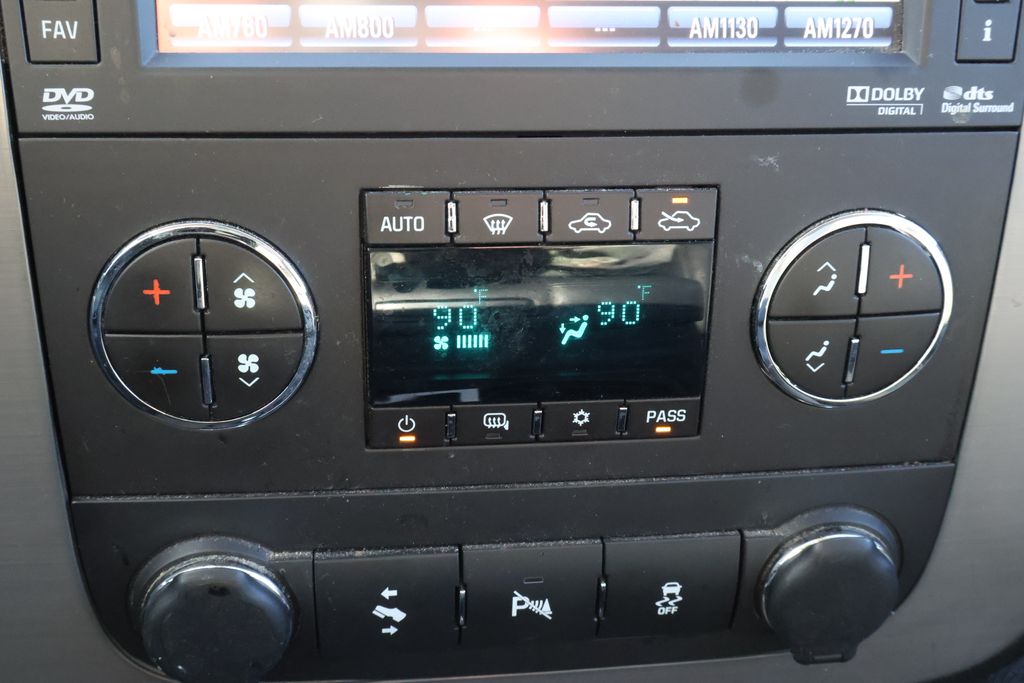 FAV
AM760 AM800 --- --- AM1130 AM1270
i
DVD
VIDEO/AUDIO
DOLBY
DIGITAL
dts
Digital Surround
AUTO
90°F
90°F
PASS
P
OFF